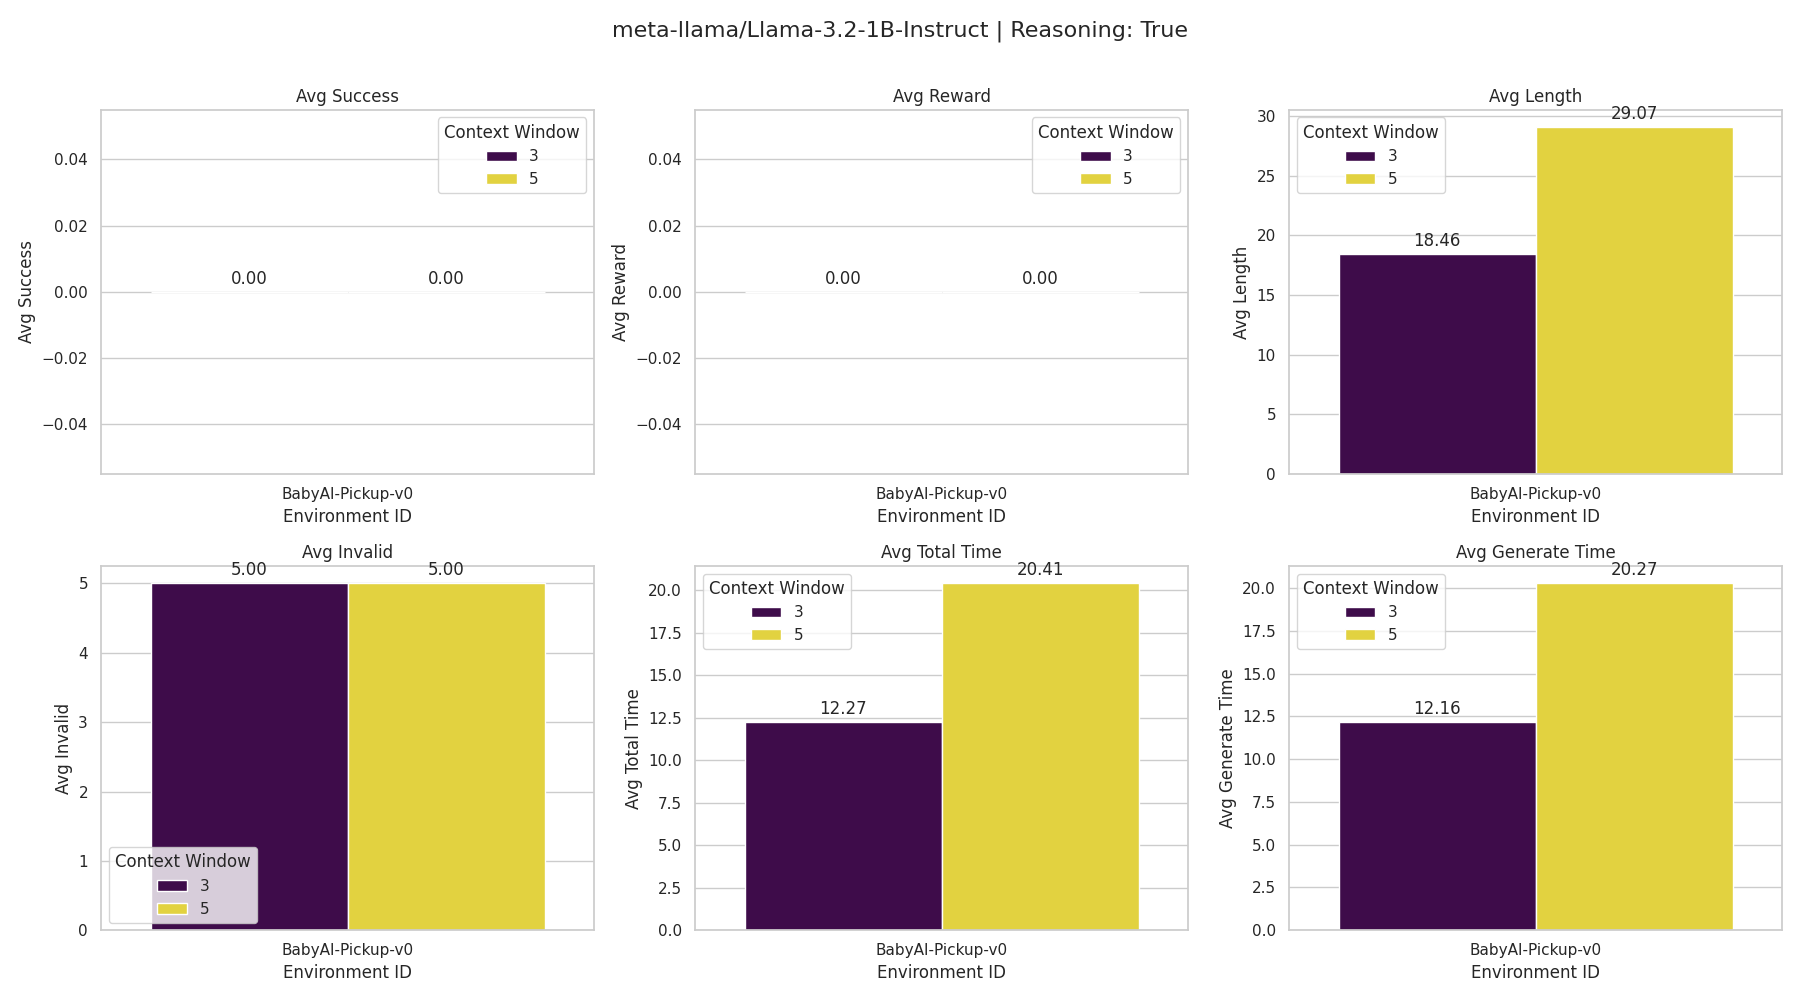 meta-llama/Llama-3.2-1B-Instruct | Reasoning: True
Avg Success
Avg Success
0.04
0.02
0.00
−0.02
−0.04
Context Window
3
5
0.00
0.00
BabyAI-Pickup-v0
Environment ID
Avg Reward
Avg Reward
0.04
0.02
0.00
−0.02
−0.04
Context Window
3
5
0.00
0.00
BabyAI-Pickup-v0
Environment ID
Avg Length
Avg Length
30
25
20
15
10
5
0
Context Window
3
5
18.46
29.07
BabyAI-Pickup-v0
Environment ID
Avg Invalid
Avg Invalid
5
4
3
2
1
0
5.00
5.00
Context Window
3
5
BabyAI-Pickup-v0
Environment ID
Avg Total Time
Avg Total Time
20.0
17.5
15.0
12.5
10.0
7.5
5.0
2.5
0.0
Context Window
3
5
12.27
20.41
BabyAI-Pickup-v0
Environment ID
Avg Generate Time
Avg Generate Time
20.0
17.5
15.0
12.5
10.0
7.5
5.0
2.5
0.0
Context Window
3
5
12.16
20.27
BabyAI-Pickup-v0
Environment ID